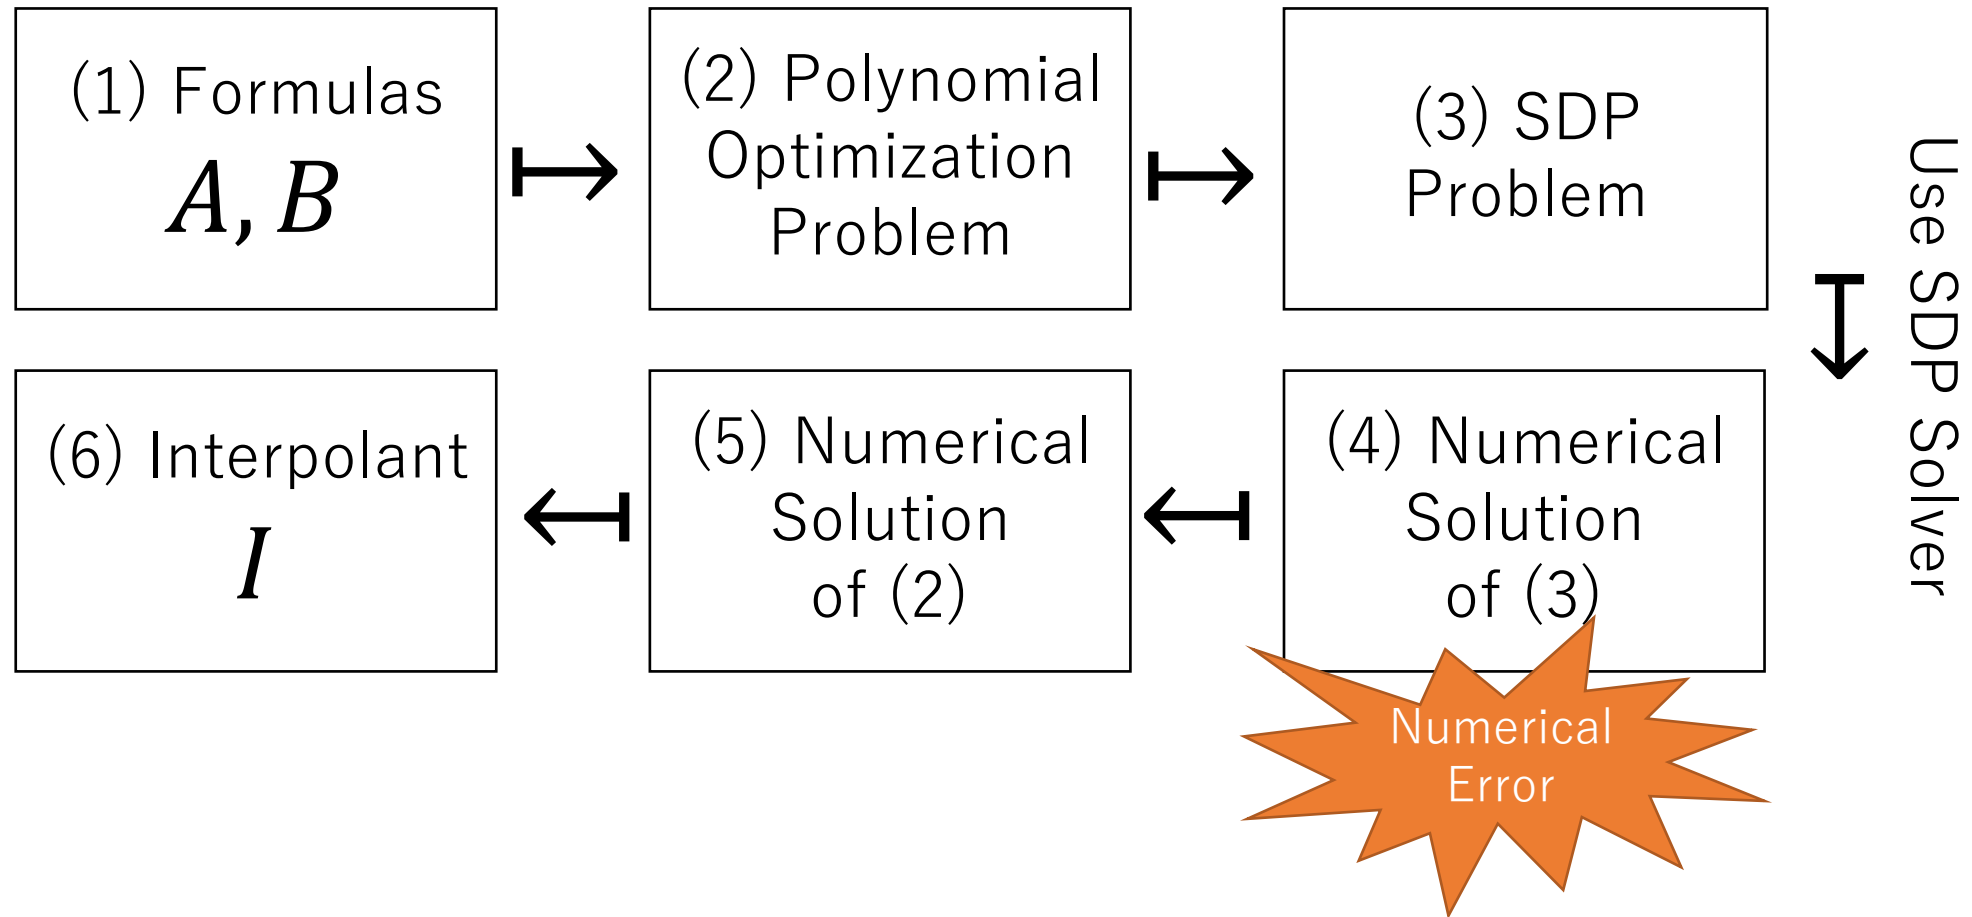 (1) Formulas
A, B
(2) Polynomial
Optimization
Problem
(3) SDP
Problem
Use SDP Solver
(4) Numerical
Solution
of (3)
Numerical
Error
(5) Numerical
Solution
of (2)
(6) Interpolant
I